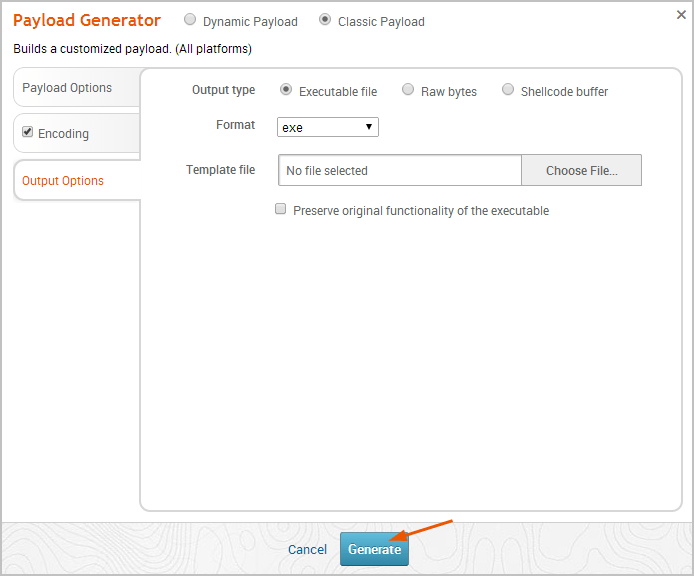 Payload Generator Dynamic Payload Classic Payload
Builds a customized payload. (All platforms)
Payload Options
Encoding
Output Options
Output type Executable file Raw bytes Shellcode buffer
Format exe
Template file No file selected Choose File...
Preserve original functionality of the executable
Cancel Generate